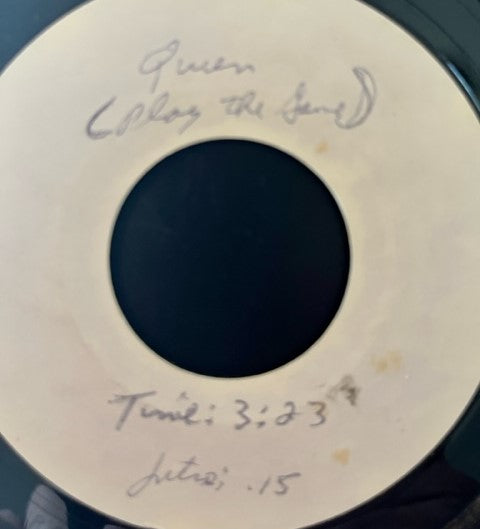 Queen
(Play the Game)
Time: 3:23
Intro: .15